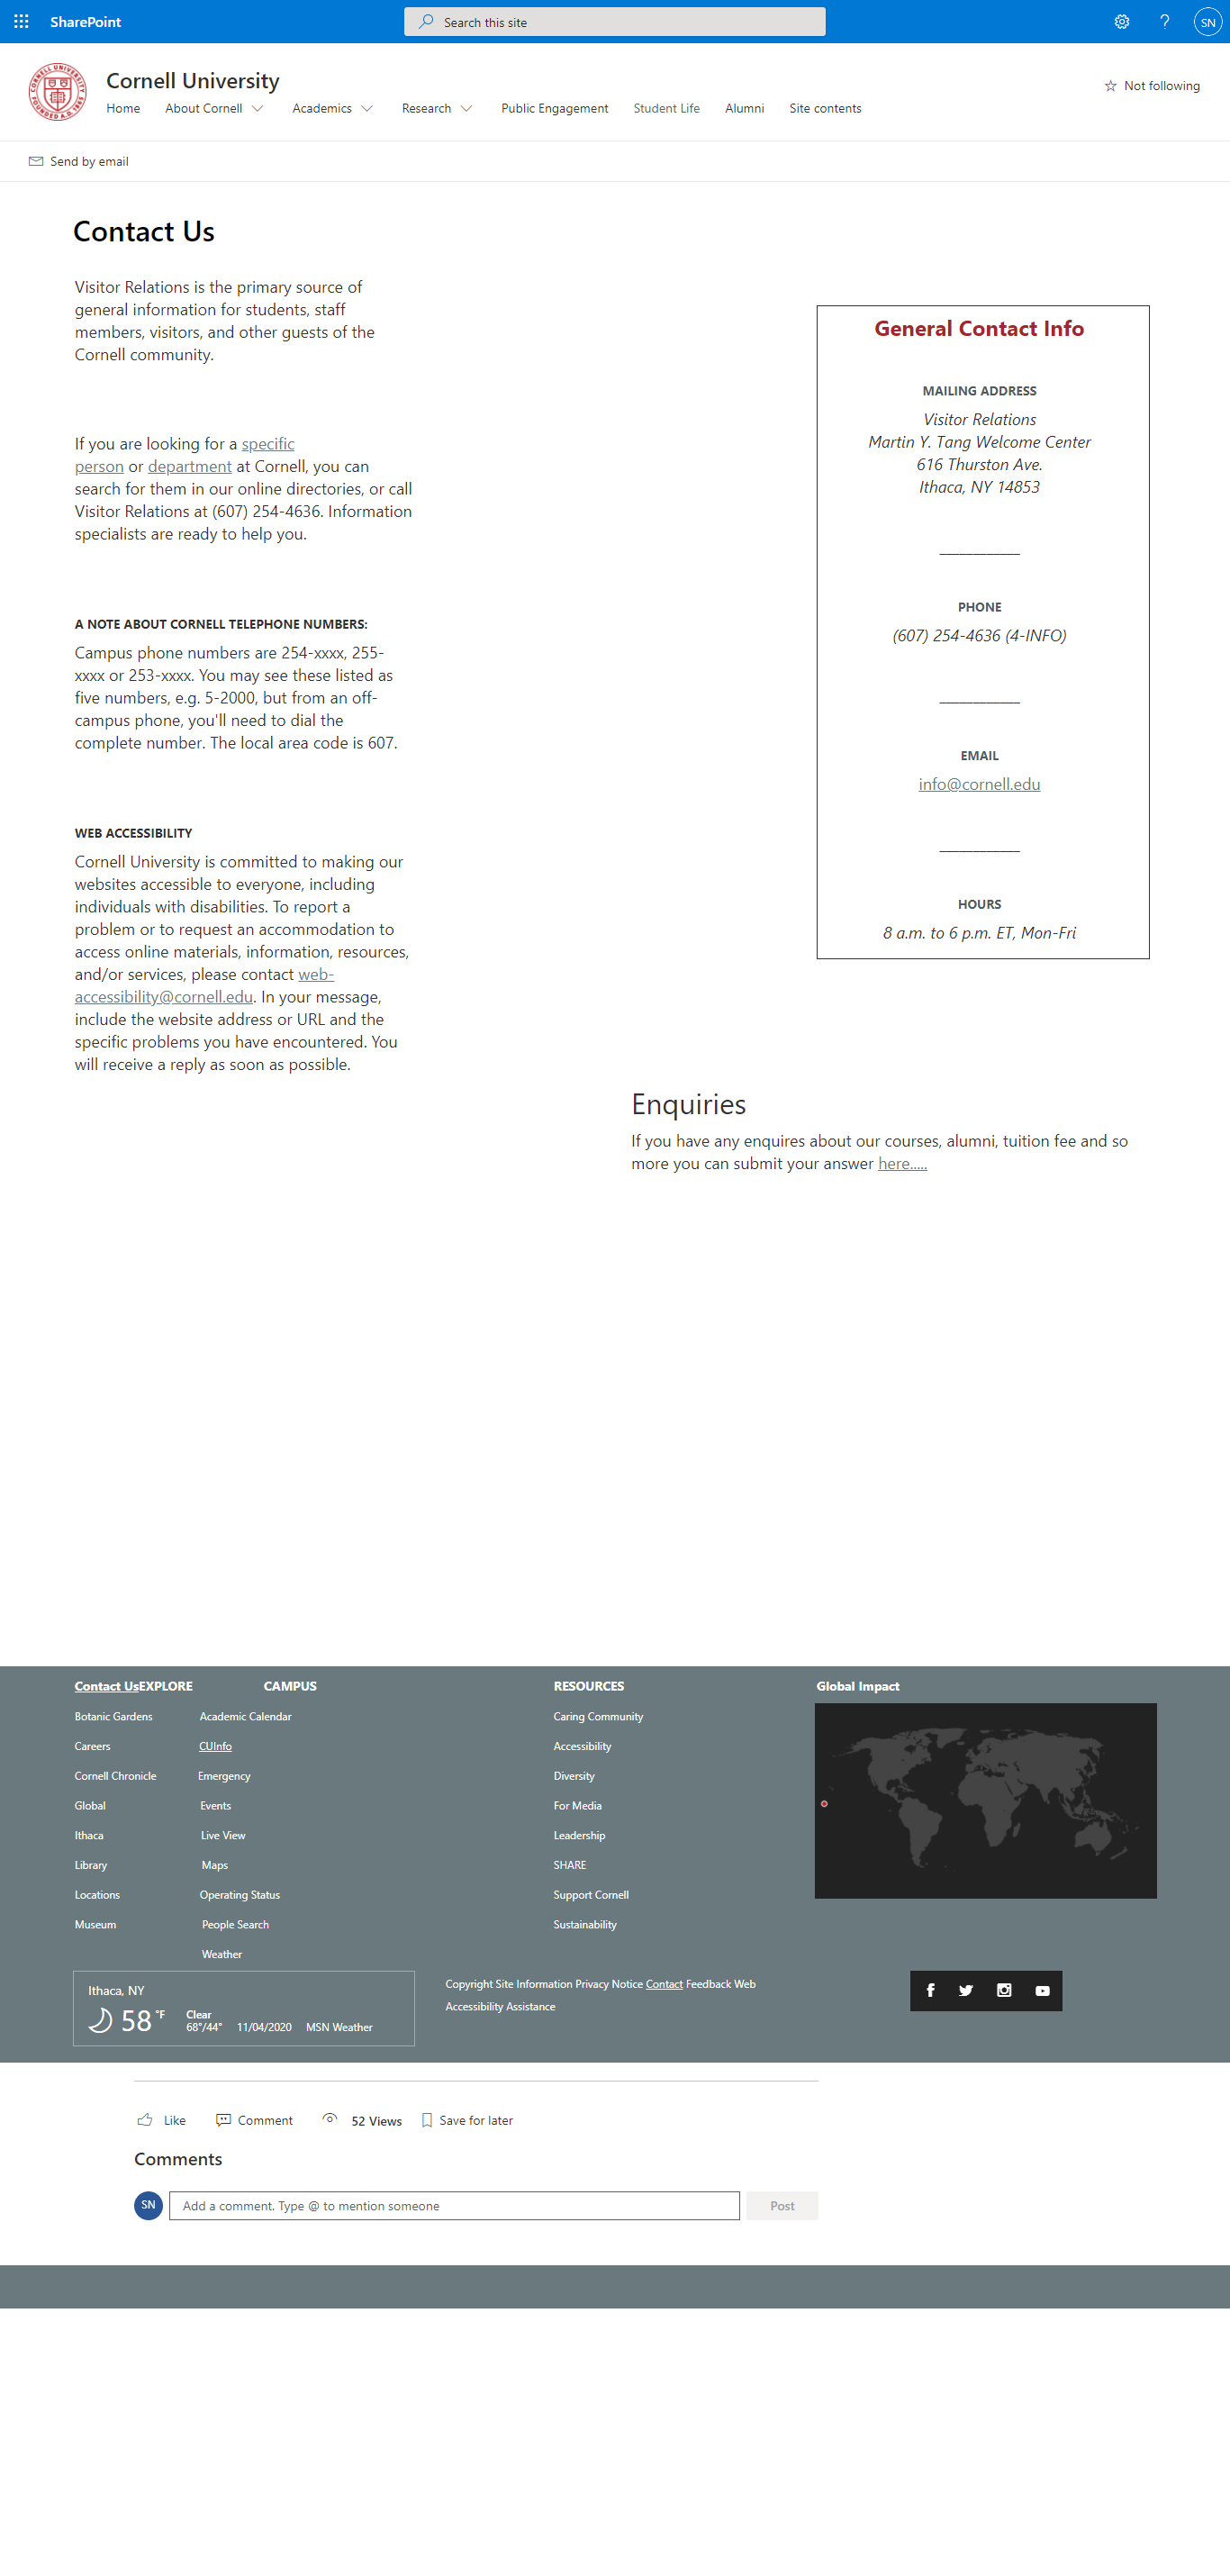 SharePoint
Search this site
SN
Cornell University
Not following
Home About Cornell Academics Research Public Engagement Student Life Alumni Site contents
Send by email
Contact Us
Visitor Relations is the primary source of
general information for students, staff
members, visitors, and other guests of the
Cornell community.
If you are looking for a specific
person or department at Cornell, you can
search for them in our online directories, or call
Visitor Relations at (607) 254-4636. Information
specialists are ready to help you.
A NOTE ABOUT CORNELL TELEPHONE NUMBERS:
Campus phone numbers are 254-xxxx, 255-
xxxx or 253-xxxx. You may see these listed as
five numbers, e.g. 5-2000, but from an off-
campus phone, you'll need to dial the
complete number. The local area code is 607.
WEB ACCESSIBILITY
Cornell University is committed to making our
websites accessible to everyone, including
individuals with disabilities. To report a
problem or to request an accommodation to
access online materials, information, resources,
and/or services, please contact web-
accessibility@cornell.edu. In your message,
include the website address or URL and the
specific problems you have encountered. You
will receive a reply as soon as possible.
General Contact Info
MAILING ADDRESS
Visitor Relations
Martin Y. Tang Welcome Center
616 Thurston Ave.
Ithaca, NY 14853
____________
PHONE
(607) 254-4636 (4-INFO)
____________
EMAIL
info@cornell.edu
____________
HOURS
8 a.m. to 6 p.m. ET, Mon-Fri
Enquiries
If you have any enquires about our courses, alumni, tuition fee and so
more you can submit your answer here.....
Contact UsEXPLORE CAMPUS
Botanic Gardens Academic Calendar
Careers CUInfo
Cornell Chronicle Emergency
Global Events
Ithaca Live View
Library Maps
Locations Operating Status
Museum People Search
Weather
RESOURCES
Caring Community
Accessibility
Diversity
For Media
Leadership
SHARE
Support Cornell
Sustainability
Global Impact
Ithaca, NY
58 °F Clear
68°/44° 11/04/2020 MSN Weather
Copyright Site Information Privacy Notice Contact Feedback Web
Accessibility Assistance
Like Comment 52 Views Save for later
Comments
SN Add a comment. Type @ to mention someone Post